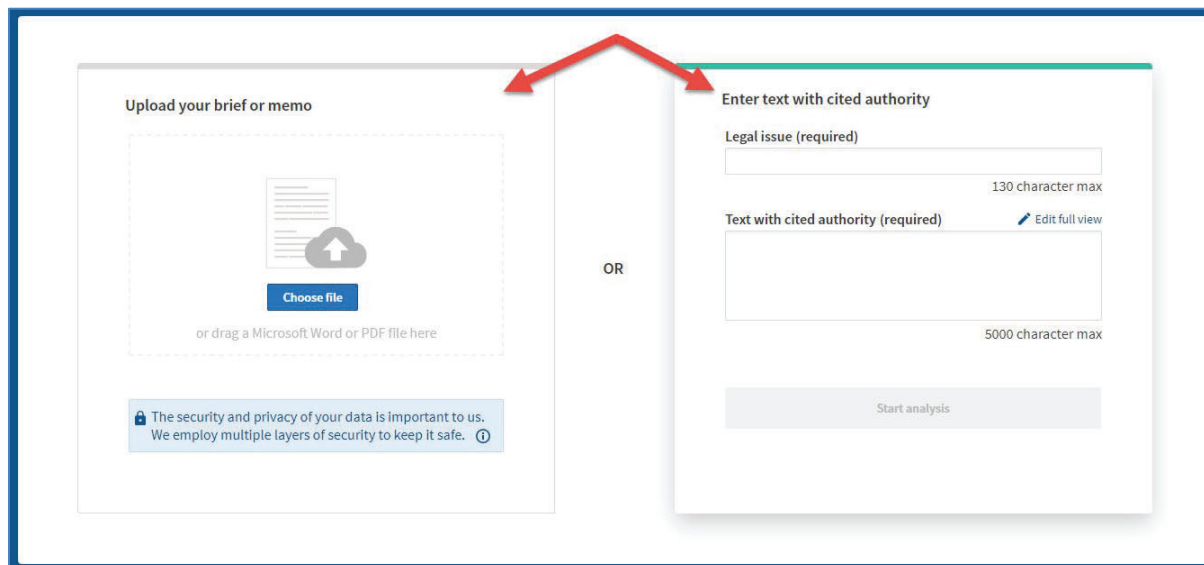 Upload your brief or memo
Choose file
or drag a Microsoft Word or PDF file here
The security and privacy of your data is important to us.
We employ multiple layers of security to keep it safe.
OR
Enter text with cited authority
Legal issue (required)
130 character max
Text with cited authority (required) Edit full view
5000 character max
Start analysis